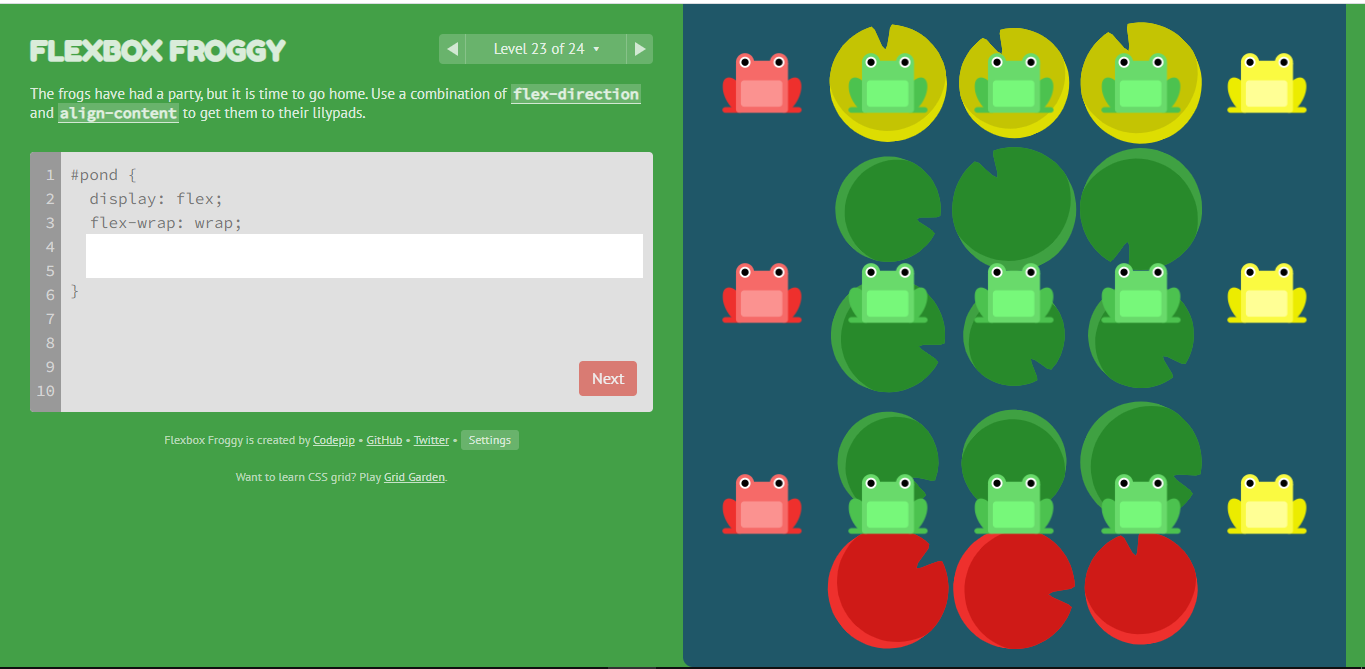 FLEXBOX FROGGY
Level 23 of 24
The frogs have had a party, but it is time to go home. Use a combination of flex-direction
and align-content to get them to their lilypads.
1 #pond {
2 display: flex;
3 flex-wrap: wrap;
4
5
6 }
7
8
9
10
Next
Flexbox Froggy is created by Codepip • GitHub • Twitter • Settings
Want to learn CSS grid? Play Grid Garden.